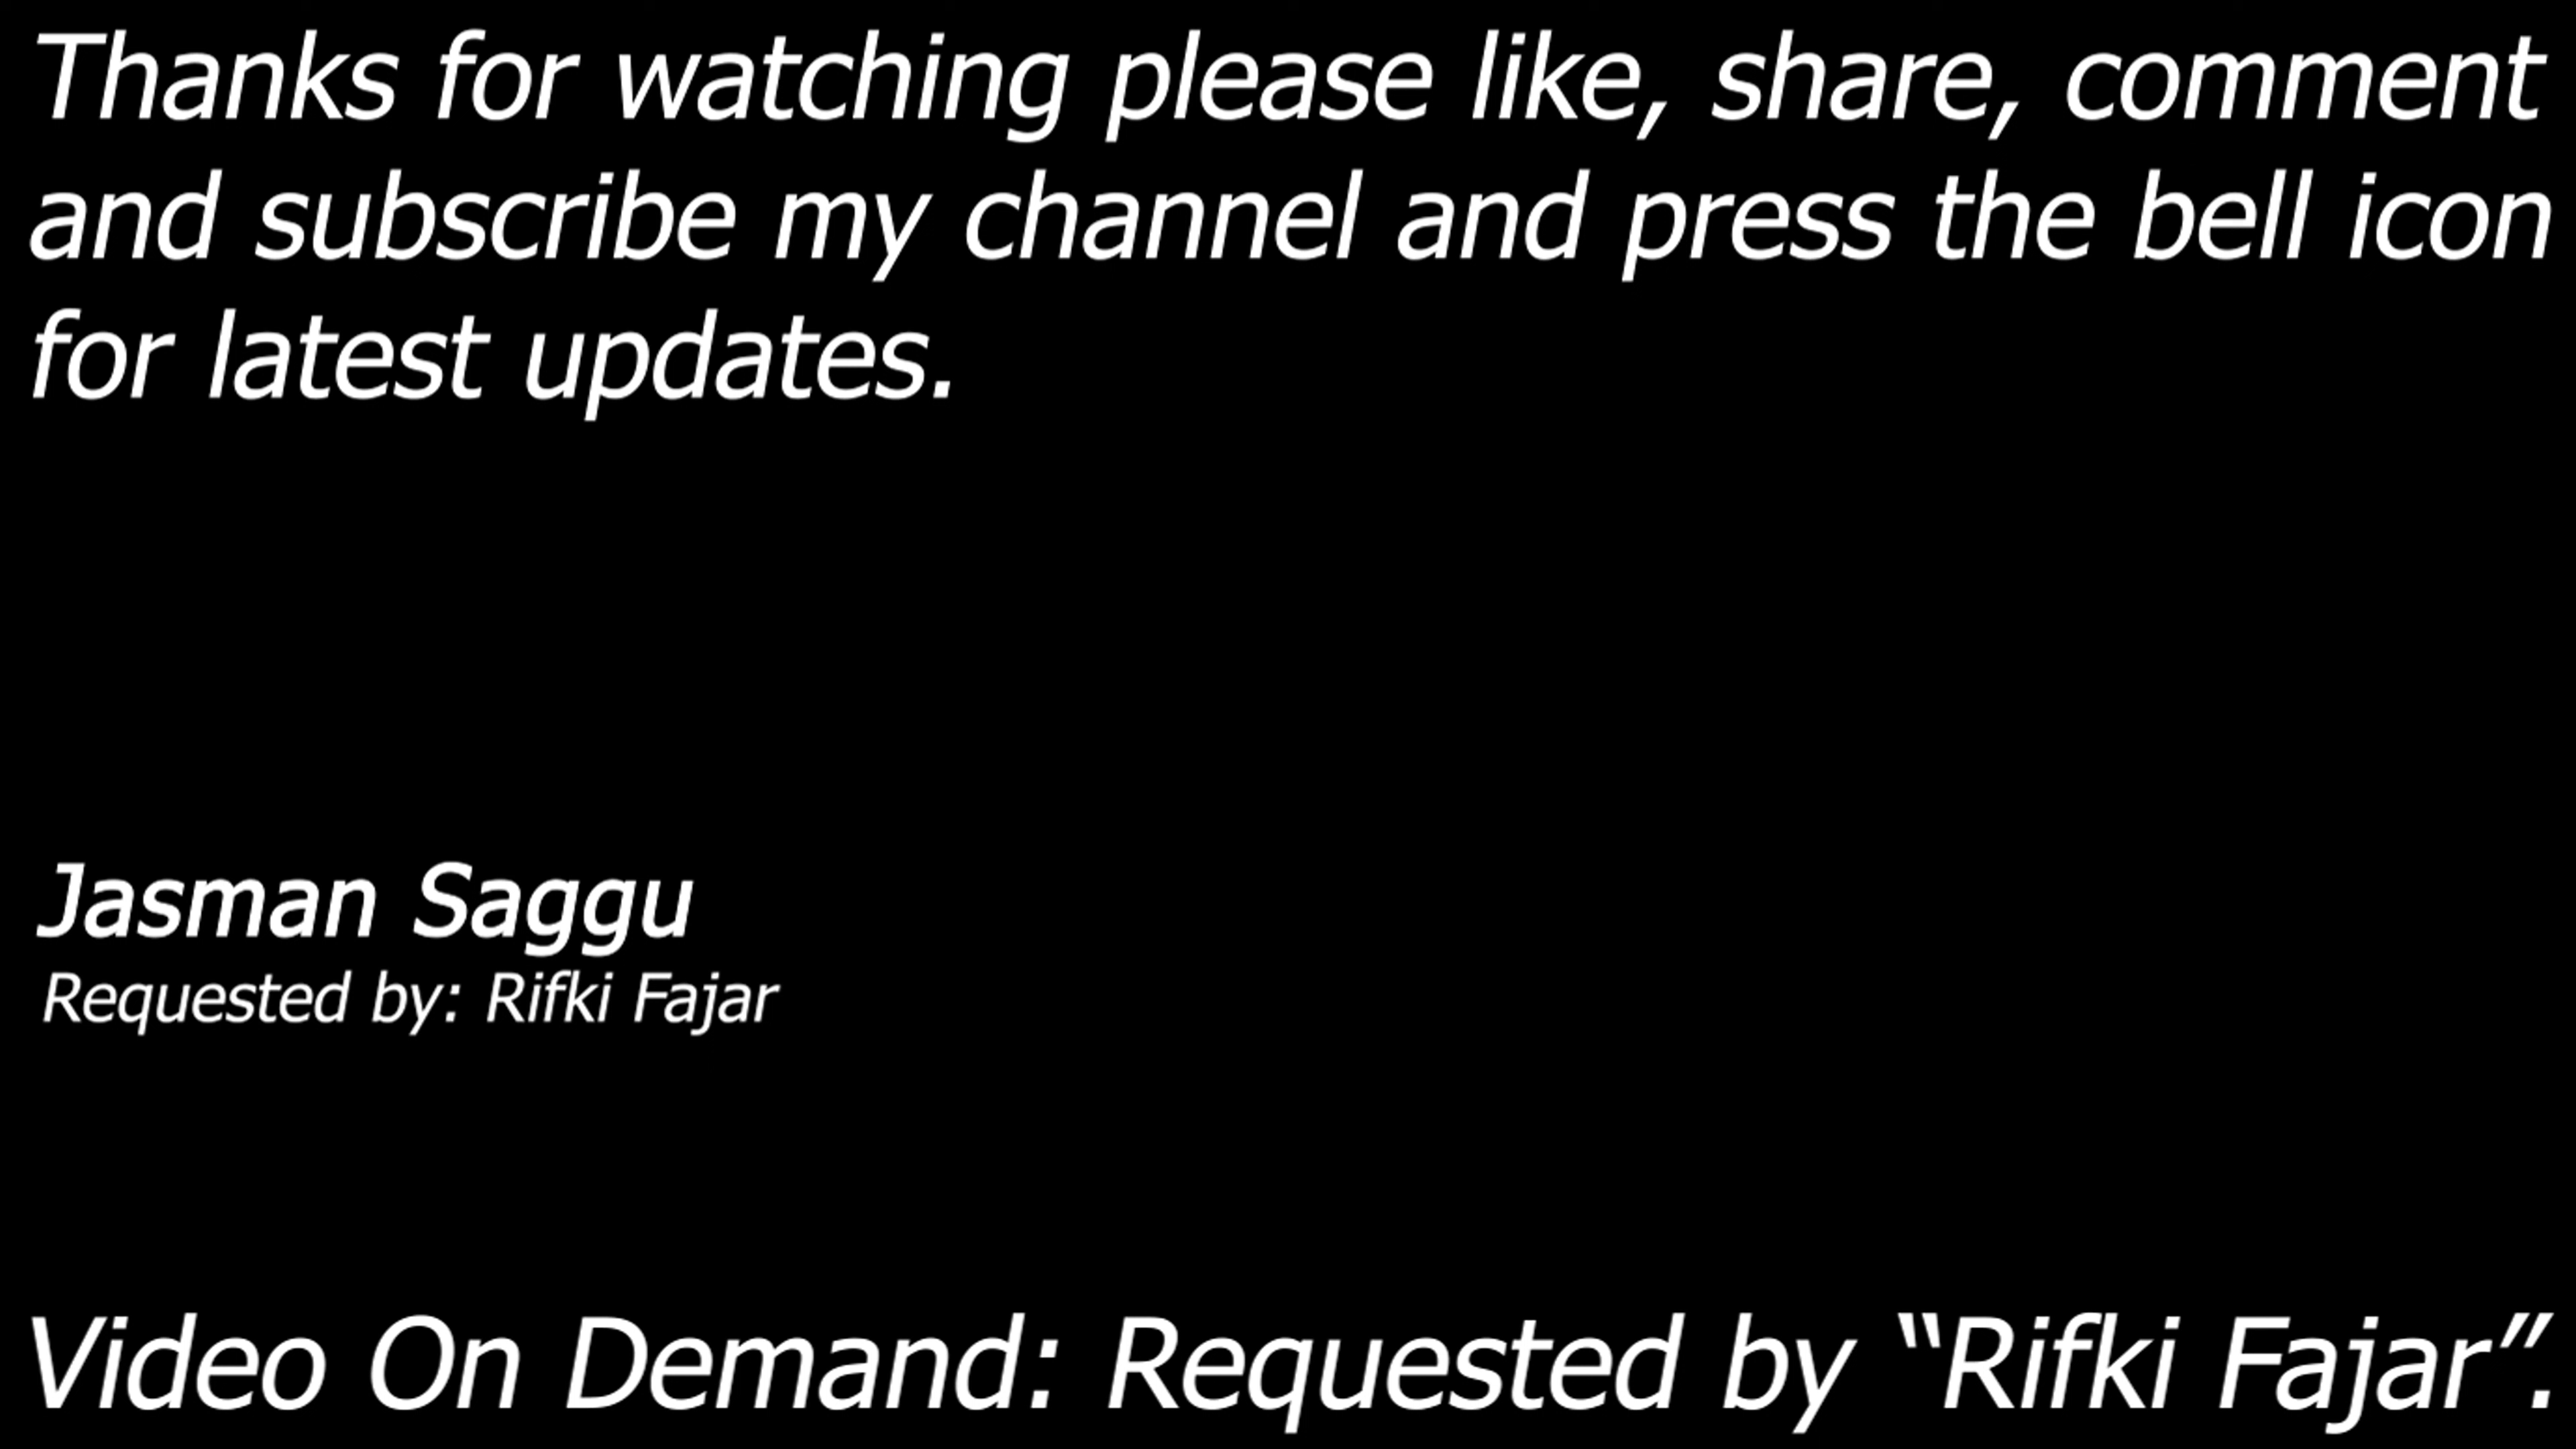 Thanks for watching please like, share, comment
and subscribe my channel and press the bell icon
for latest updates.
Jasman Saggu
Requested by: Rifki Fajar
Video On Demand: Requested by “Rifki Fajar”.